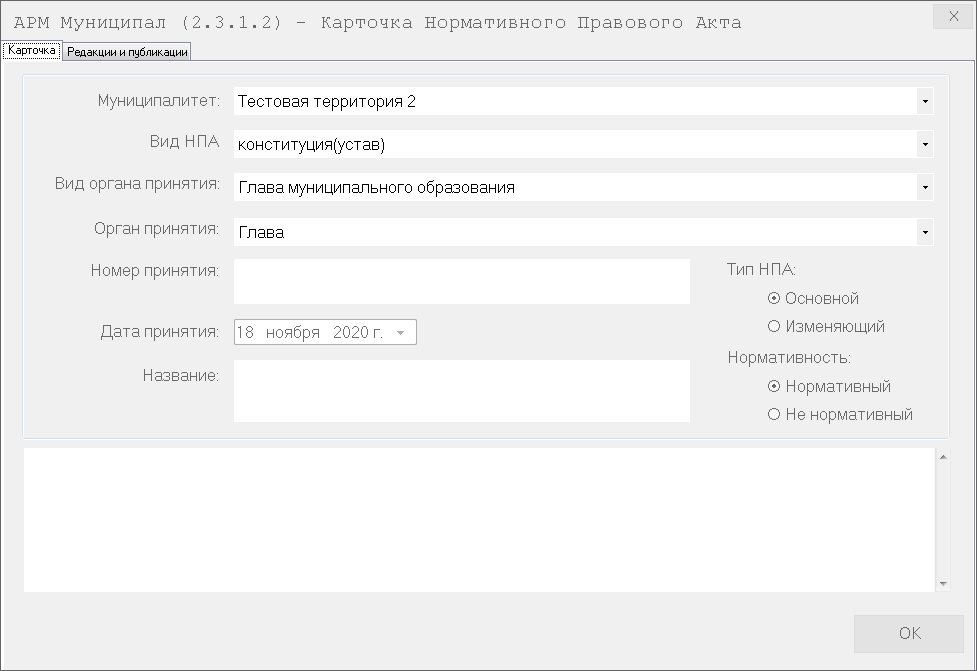 АРМ Муниципал (2.3.1.2) - Карточка Нормативного Правового Акта
Карточка Редакции и публикации
Муниципалитет: Тестовая территория 2
Вид НПА конституция(устав)
Вид органа принятия: Глава муниципального образования
Орган принятия: Глава
Номер принятия:
Тип НПА:
Основной
Изменяющий
Дата принятия: 18 ноября 2020 г.
Нормативность:
Название:
Нормативный
Не нормативный
OK